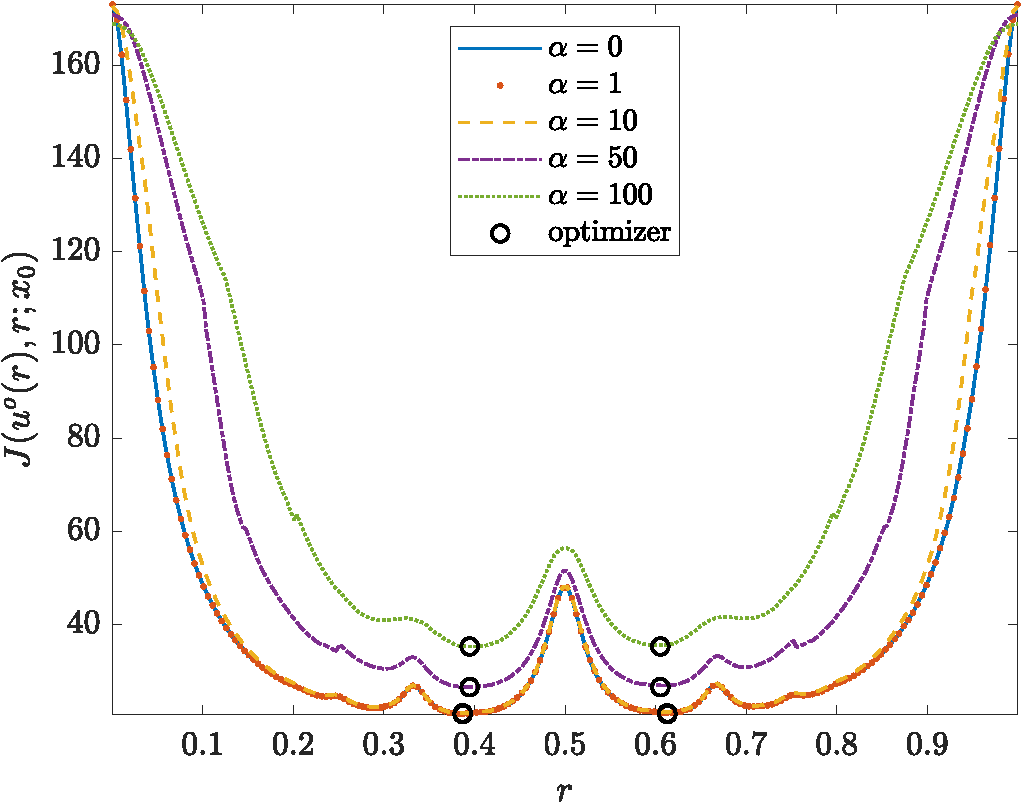 160
140
120
100
80
60
40
J(u^o(r), r; x_0)
α = 0
α = 1
α = 10
α = 50
α = 100
optimizer
0.1 0.2 0.3 0.4 0.5 0.6 0.7 0.8 0.9
r